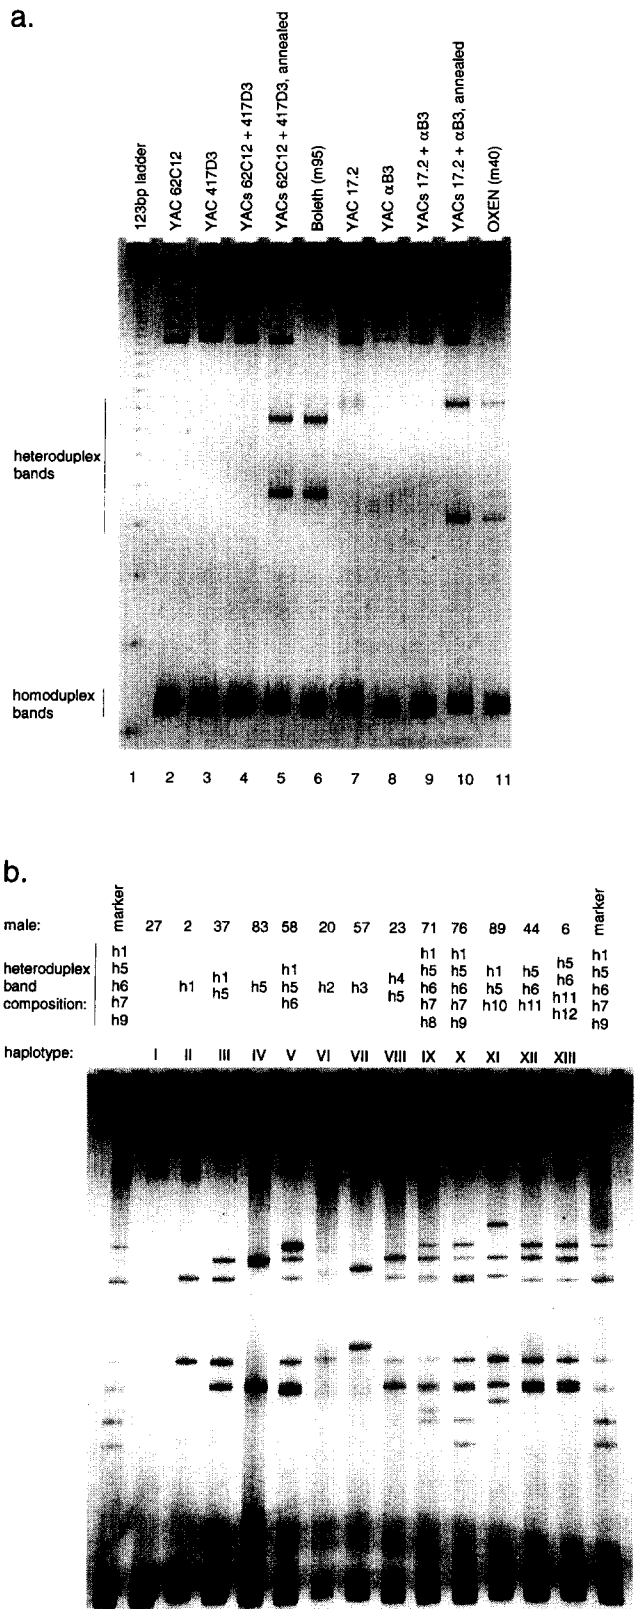 a.
123bp ladder
YAC 62C12
YAC 417D3
YACs 62C12 + 417D3
YACs 62C12 + 417D3, annealed
Boleth (m95)
YAC 17.2
YAC αB3
YACs 17.2 + αB3
YACs 17.2 + αB3, annealed
OXEN (m40)
heteroduplex
bands
homoduplex
bands
1 2 3 4 5 6 7 8 9 10 11
b.
male: marker 27 2 37 83 58 20 57 23 71 76 89 44 6 marker
heteroduplex
band
composition:
h1
h5
h6
h7
h9
h1
h1
h5
h5
h1
h5
h6
h2
h3
h4
h5
h1
h5
h6
h7
h8
h1
h5
h6
h7
h9
h1
h5
h10
h5
h6
h11
h5
h6
h11
h12
h1
h5
h6
h7
h9
haplotype: I II III IV V VI VII VIII IX X XI XII XIII